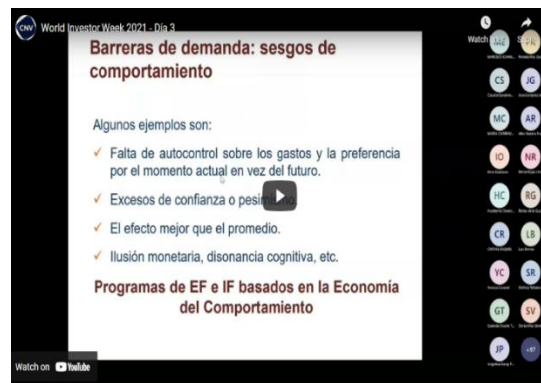 CNV World Investor Week 2021 - Día 3
Watch
Barreras de demanda: sesgos de
comportamiento
Algunos ejemplos son:
✓ Falta de autocontrol sobre los gastos y la preferencia
por el momento actual en vez del futuro.
✓ Excesos de confianza o pesimismo.
✓ El efecto mejor que el promedio.
✓ Ilusión monetaria, disonancia cognitiva, etc.
Programas de EF e IF basados en la Economía
del Comportamiento
CS JG
MC AR
IO NR
HC RG
CR LB
YC SR
GT SV
JP +97
Watch on YouTube